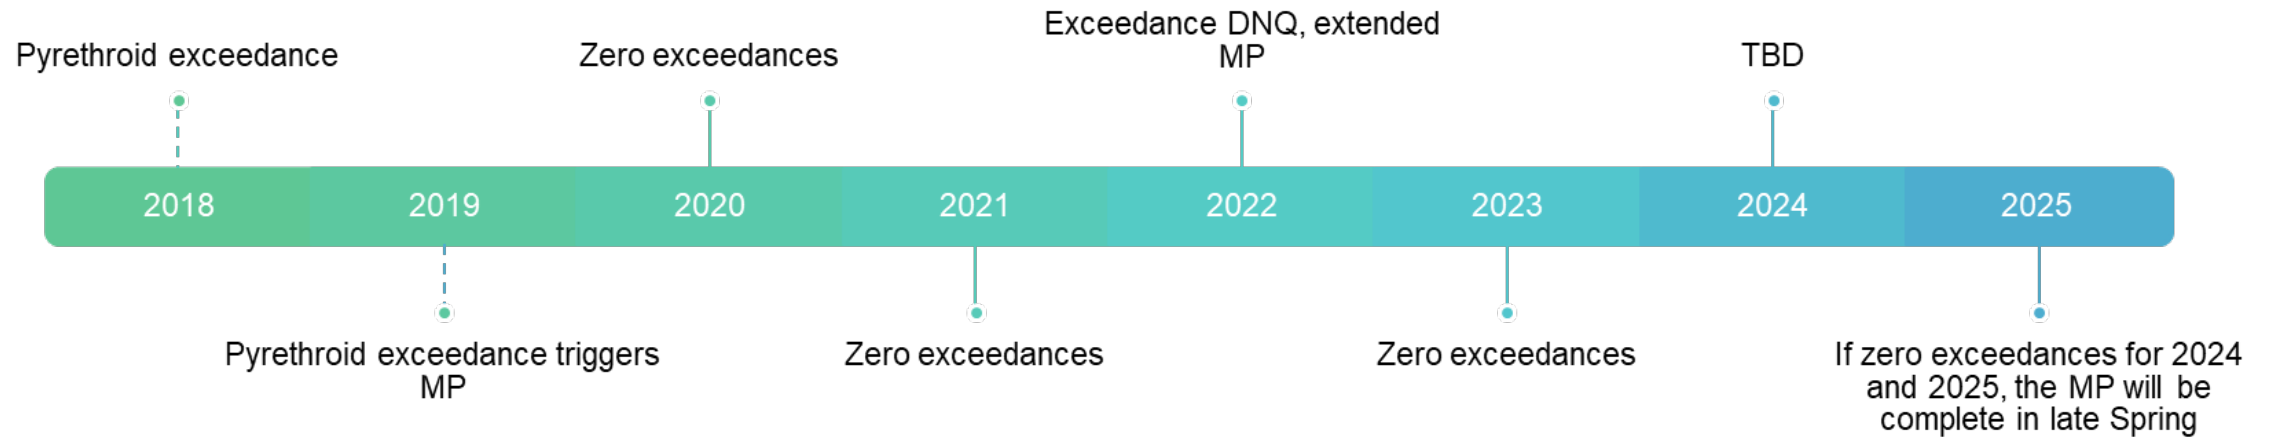 Exceedance DNQ, extended
MP
Pyrethroid exceedance
Zero exceedances
TBD
2018
2019
2020
2021
2022
2023
2024
2025
Pyrethroid exceedance triggers
MP
Zero exceedances
Zero exceedances
If zero exceedances for 2024
and 2025, the MP will be
complete in late Spring